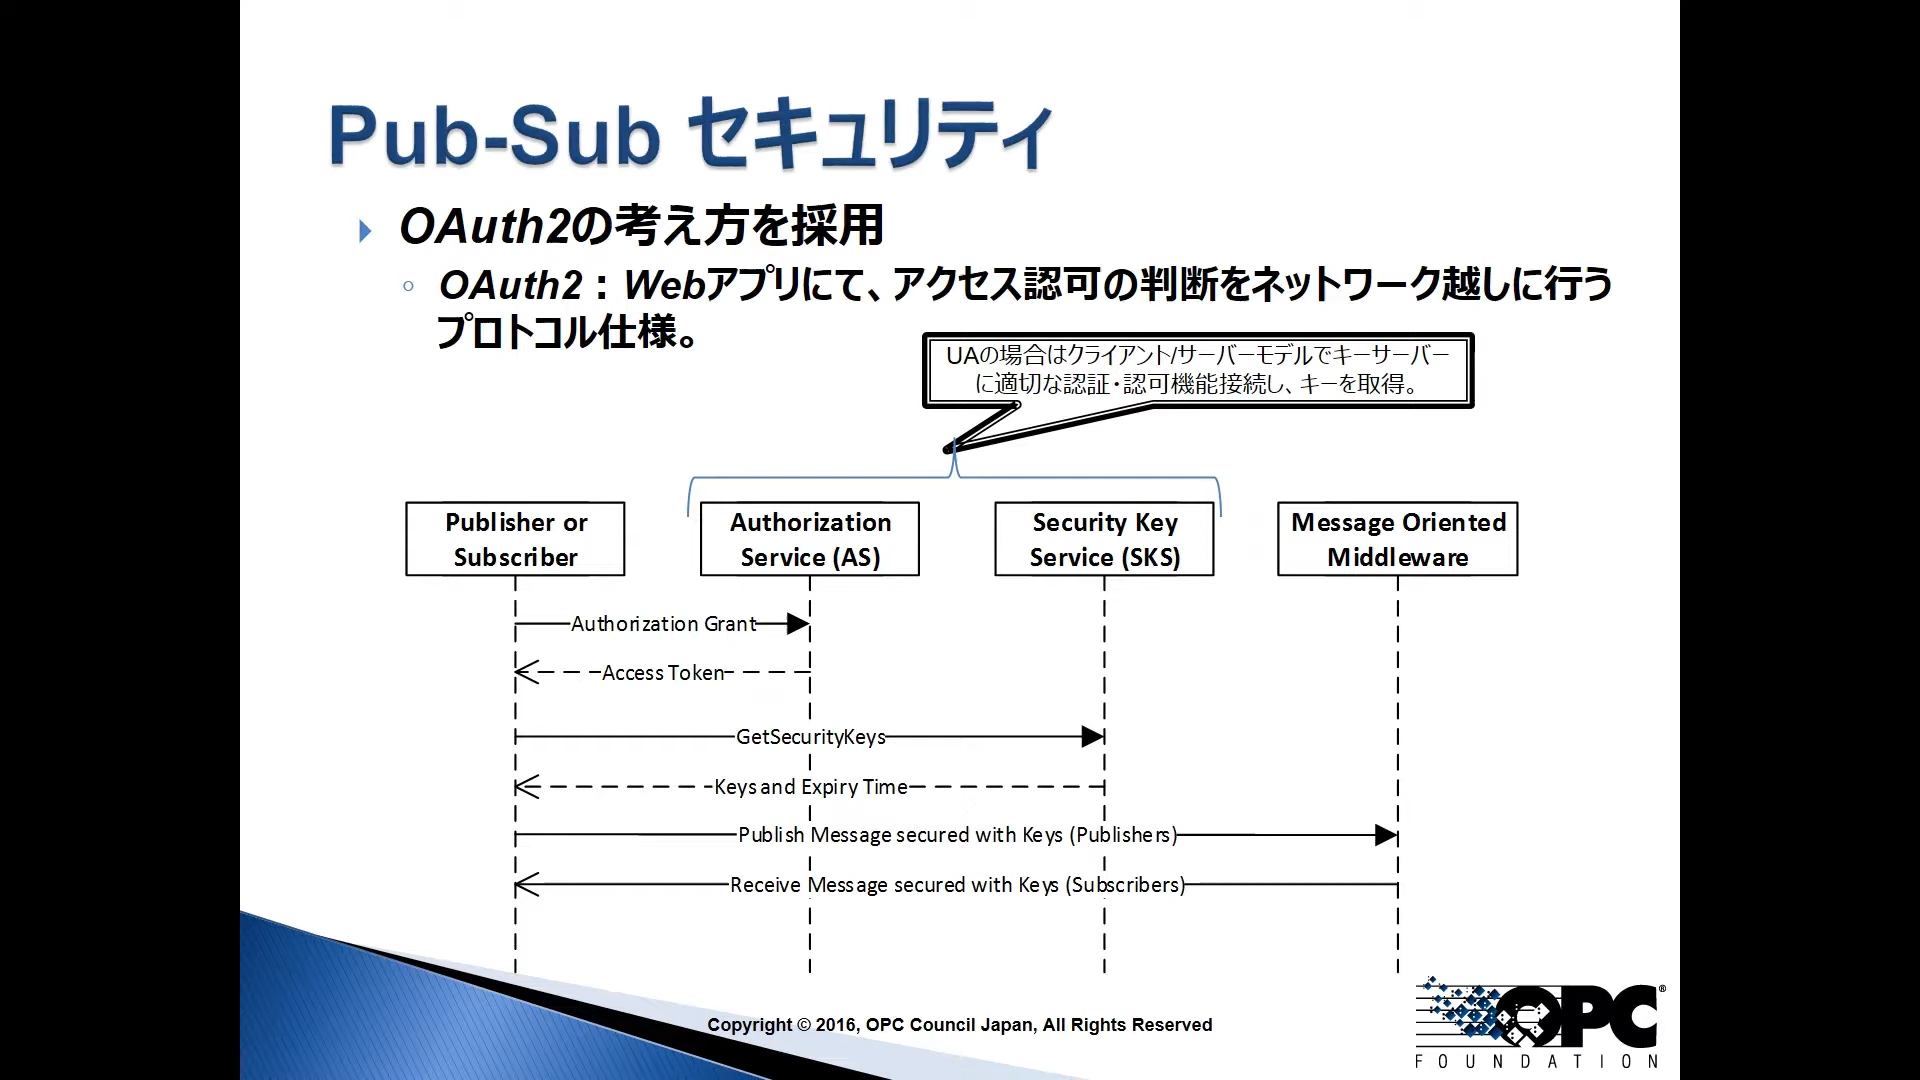 Pub-Sub セキュリティ
OAuth2の考え方を採用
OAuth2：Webアプリにて、アクセス認可の判断をネットワーク越しに行う
プロトコル仕様。
UAの場合はクライアント/サーバーモデルでキーサーバー
に適切な認証・認可機能接続し、キーを取得。
Publisher or
Subscriber
Authorization
Service (AS)
Security Key
Service (SKS)
Message Oriented
Middleware
Authorization Grant
Access Token
GetSecurityKeys
Keys and Expiry Time
Publish Message secured with Keys (Publishers)
Receive Message secured with Keys (Subscribers)
Copyright © 2016, OPC Council Japan, All Rights Reserved
OPC®
FOUNDATION